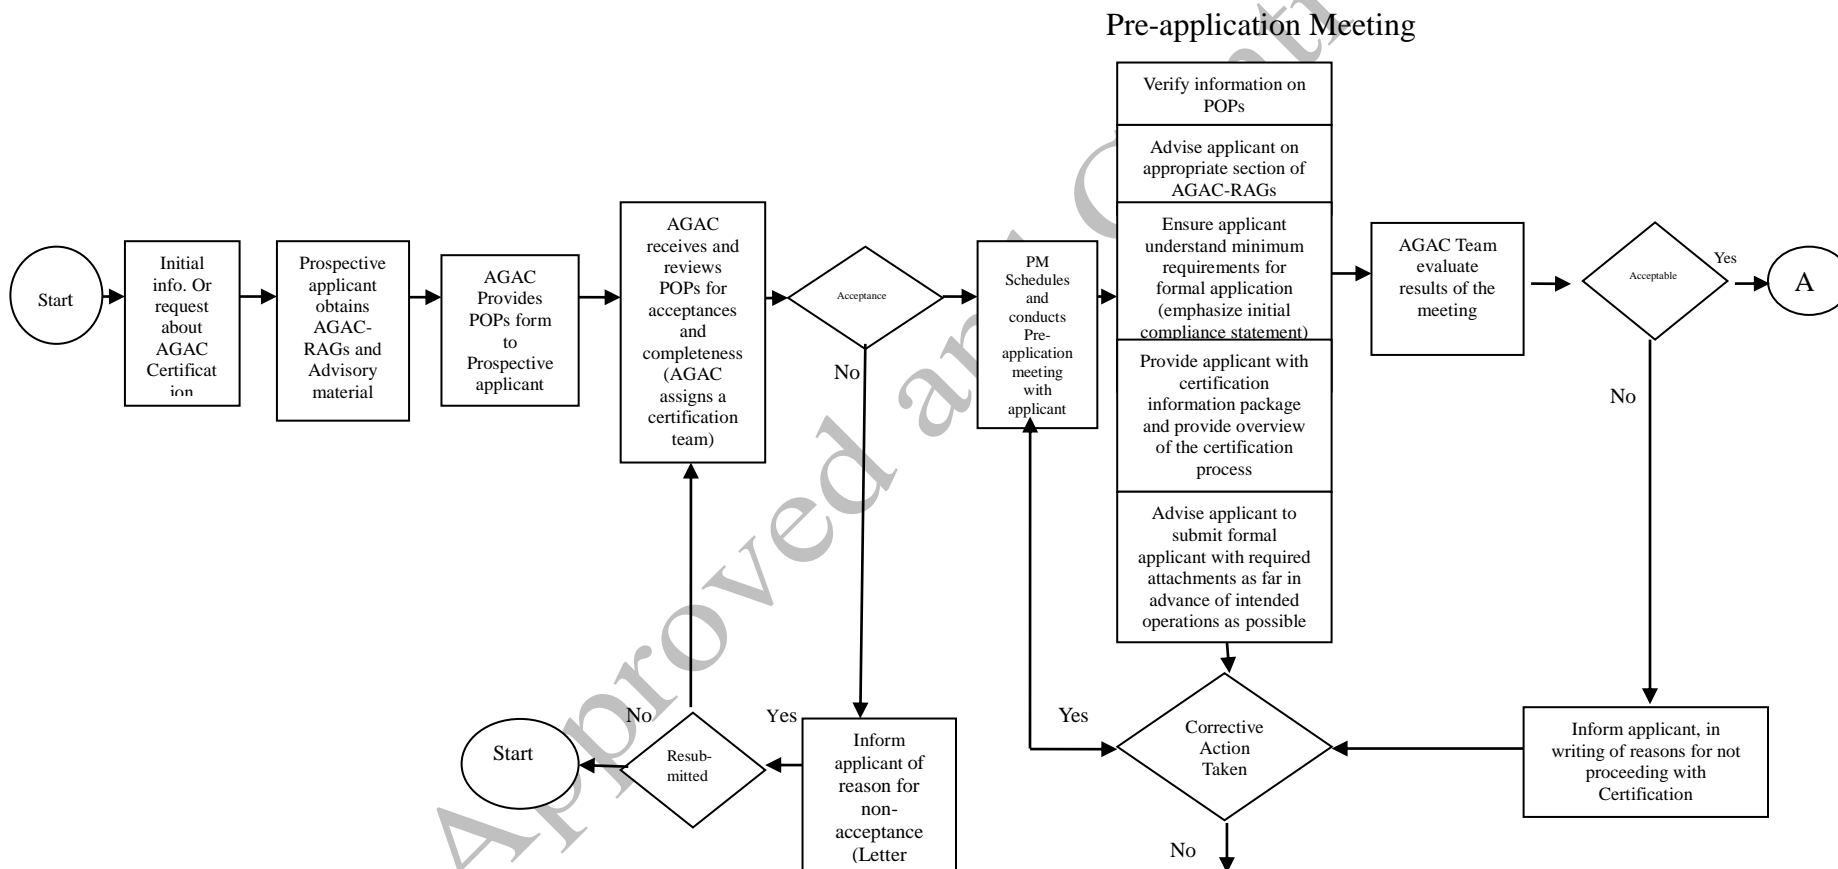 Pre-application Meeting
Start
Initial
info. Or
request
about
AGAC
Certificat
ion
Prospective
applicant
obtains
AGAC-
RAGs and
Advisory
material
AGAC
Provides
POPs form
to
Prospective
applicant
AGAC
receives and
reviews
POPs for
acceptances
and
completeness
(AGAC
assigns a
certification
team)
Acceptance
No
PM
Schedules
and
conducts
Pre-
application
meeting
with
applicant
Verify information on
POPs
Advise applicant on
appropriate section of
AGAC-RAGs
Ensure applicant
understand minimum
requirements for
formal application
(emphasize initial
compliance statement)
Provide applicant with
certification
information package
and provide overview
of the certification
process
Advise applicant to
submit formal
applicant with required
attachments as far in
advance of intended
operations as possible
AGAC Team
evaluate
results of the
meeting
Acceptable
Yes
A
No
Start
No
Resub-
mitted
Yes
Inform
applicant of
reason for
non-
acceptance
(Letter
Yes
Corrective
Action
Taken
No
Inform applicant, in
writing of reasons for not
proceeding with
Certification
Approved and